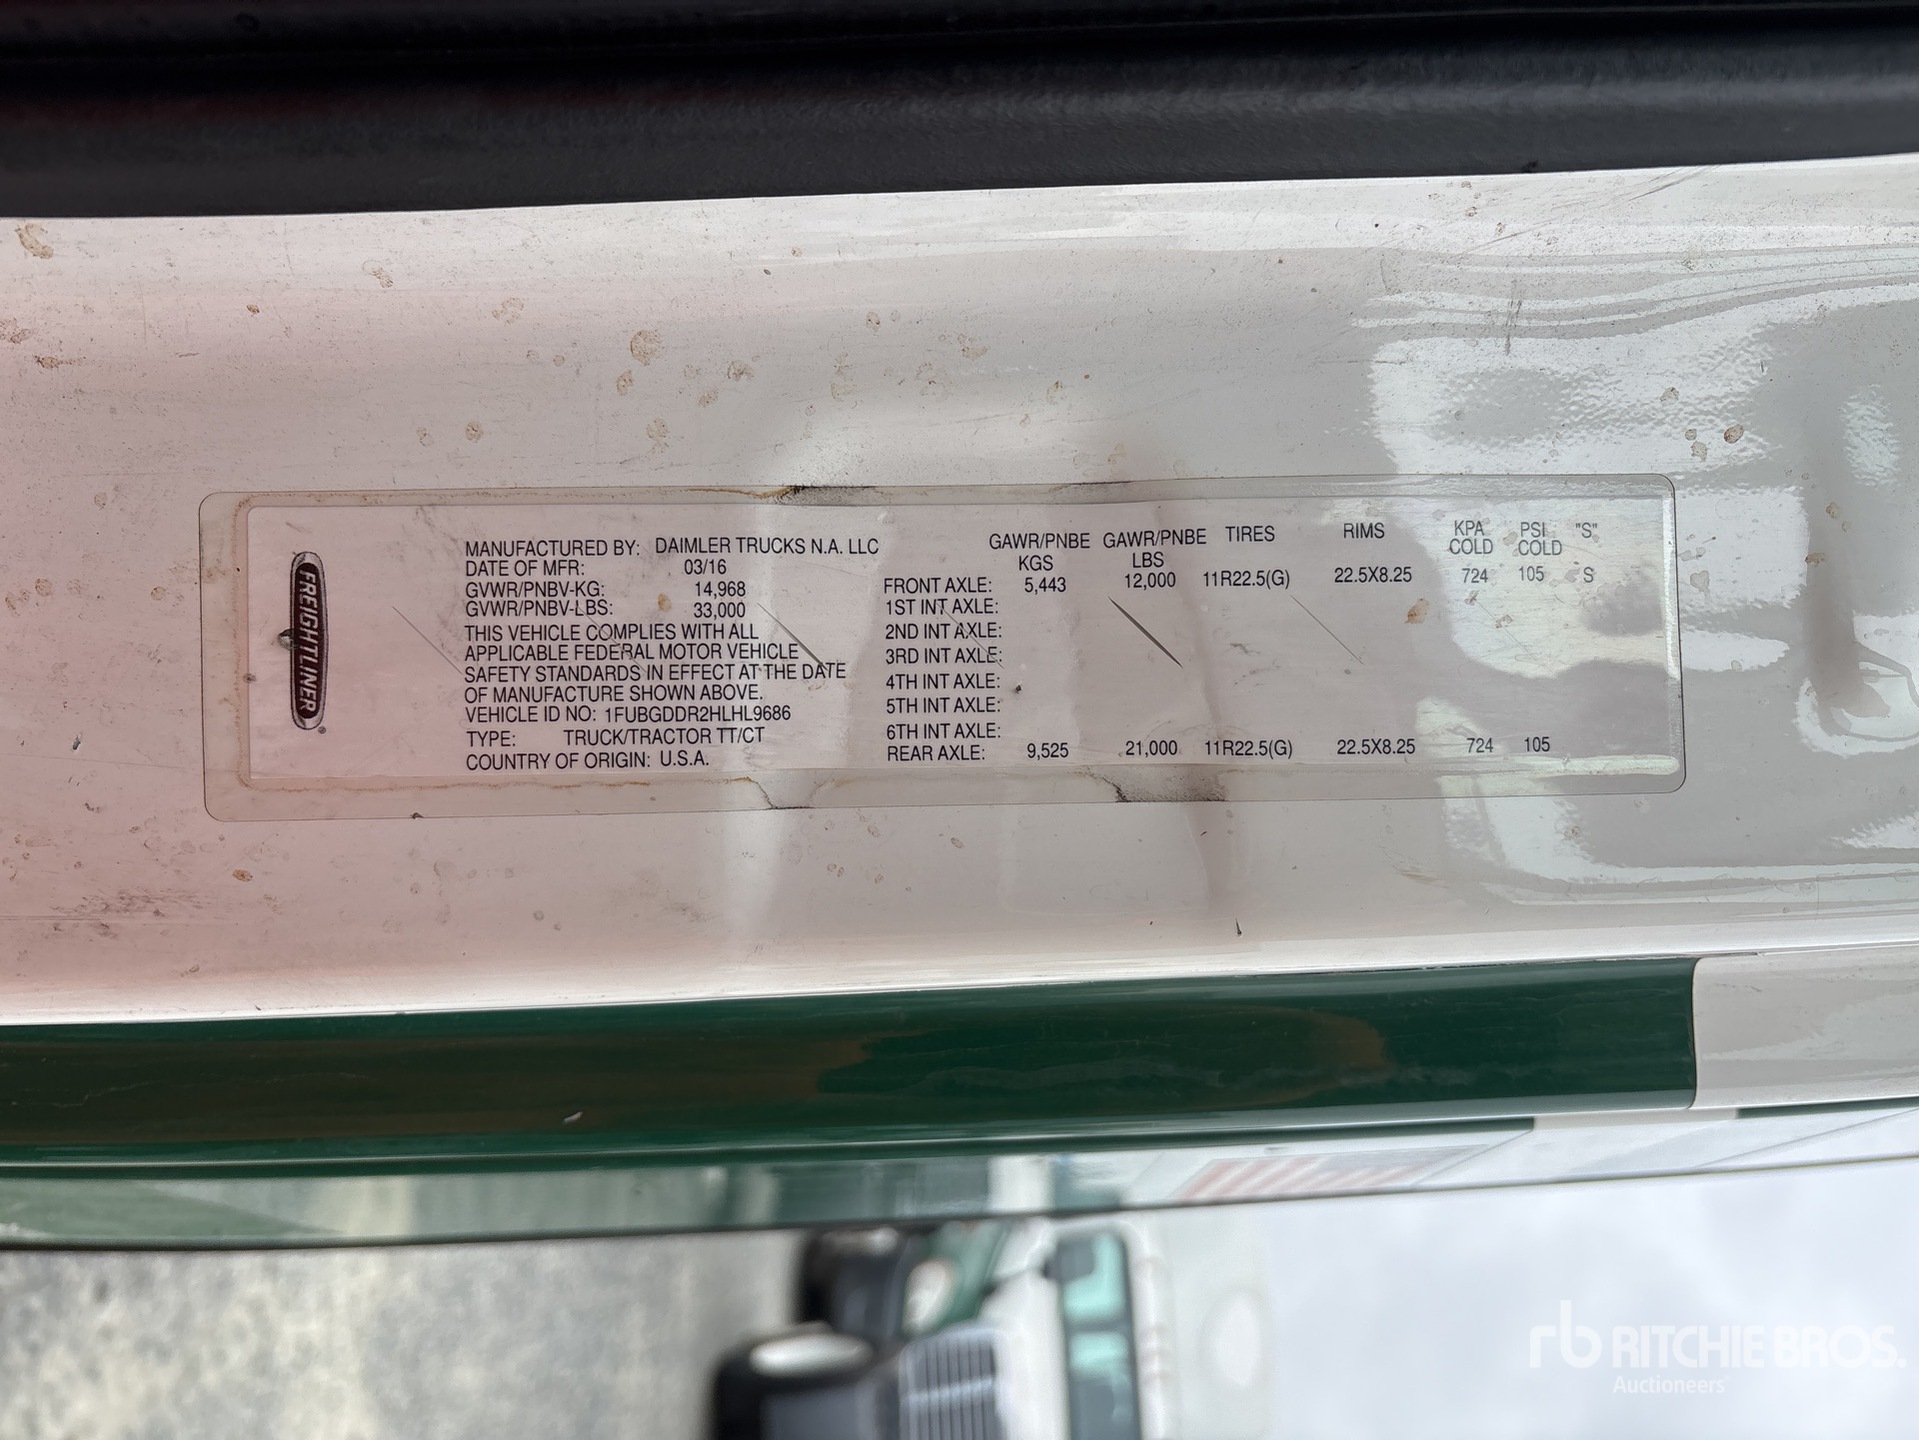 FREIGHTLINER
MANUFACTURED BY: DAIMLER TRUCKS N.A. LLC
DATE OF MFR: 03/16
GVWR/PNBV-KG: 14,968
GVWR/PNBV-LBS: 33,000
THIS VEHICLE COMPLIES WITH ALL
APPLICABLE FEDERAL MOTOR VEHICLE
SAFETY STANDARDS IN EFFECT AT THE DATE
OF MANUFACTURE SHOWN ABOVE.
VEHICLE ID NO: 1FUBGDDR2HLHL9686
TYPE: TRUCK/TRACTOR TT/CT
COUNTRY OF ORIGIN: U.S.A.
GAWR/PNBE GAWR/PNBE TIRES RIMS KPA PSI "S"
KGS LBS COLD COLD
FRONT AXLE: 5,443 12,000 11R22.5(G) 22.5X8.25 724 105 S
1ST INT AXLE:
2ND INT AXLE:
3RD INT AXLE:
4TH INT AXLE:
5TH INT AXLE:
6TH INT AXLE:
REAR AXLE: 9,525 21,000 11R22.5(G) 22.5X8.25 724 105
rb RITCHIE BROS.
Auctioneers